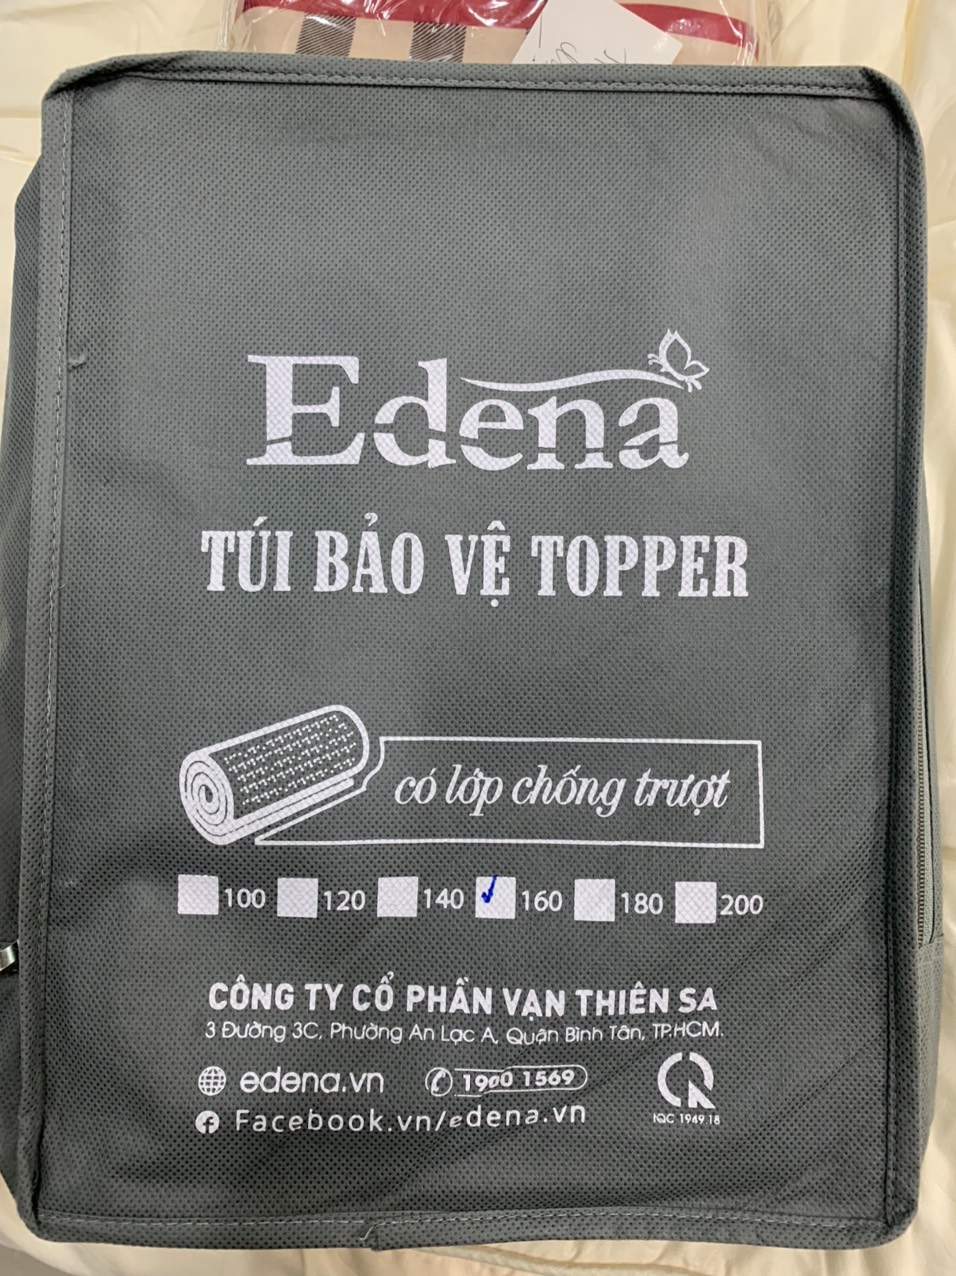 Edena
TÚI BẢO VỆ TOPPER
có lớp chống trượt
100 120 140 160 180 200
CÔNG TY CỔ PHẦN VẠN THIÊN SA
3 Đường 3C, Phường An Lạc A, Quận Bình Tân, TP.HCM.
edena.vn 1900 1569
Facebook.vn/edena.vn
IQC 1949.18